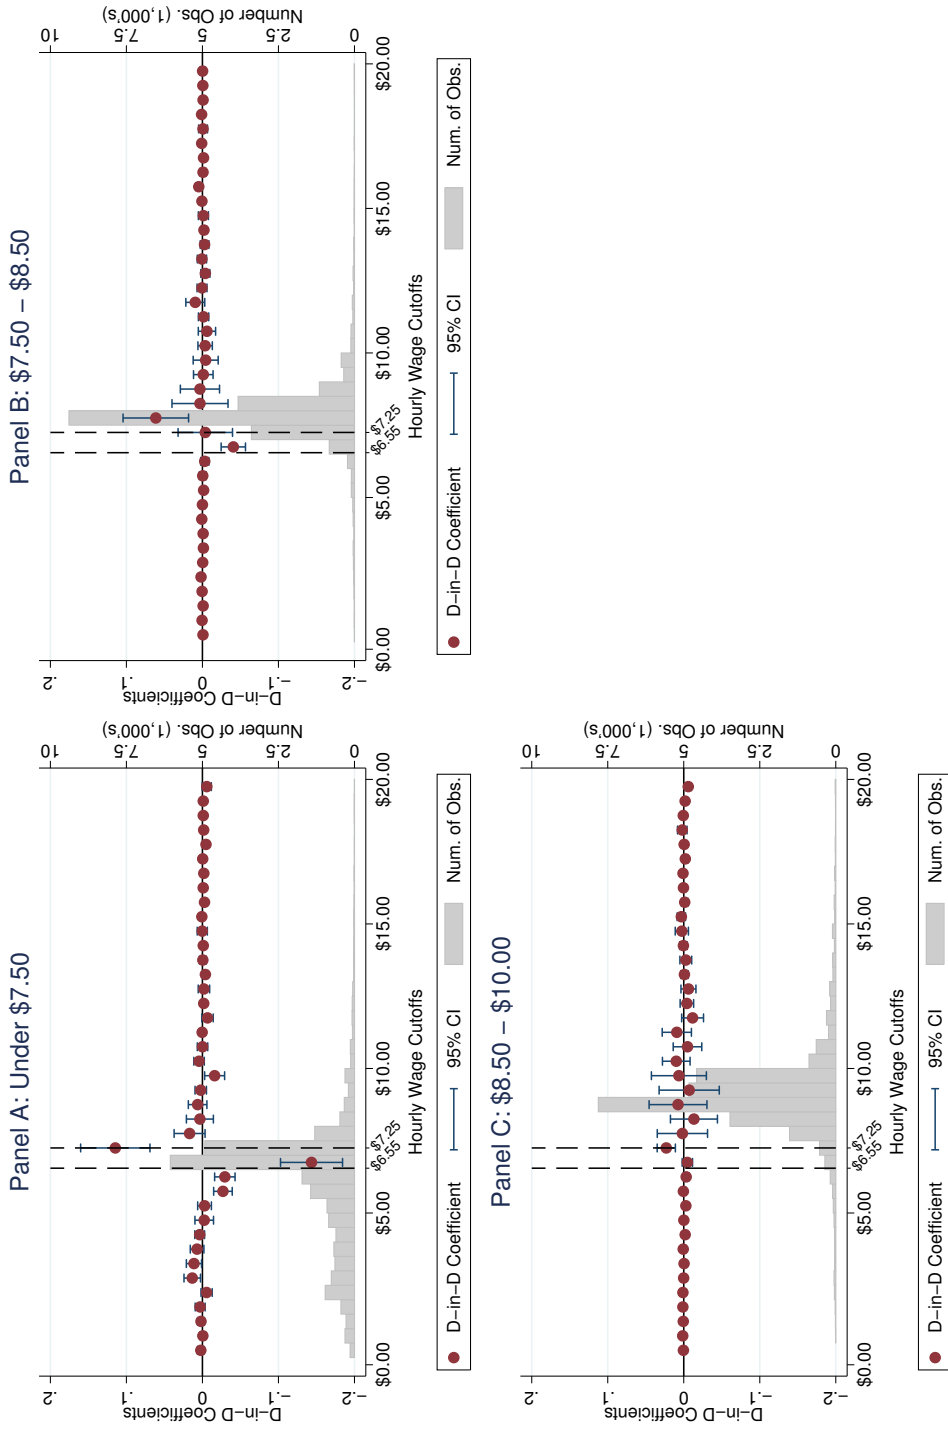 Panel A: Under $7.50
D−in−D Coefficients
.2
.1
0
−.1
−.2
Number of Obs. (1,000's)
10
7.5
5
2.5
0
$6.55
$7.25
$0.00 $5.00 $10.00 $15.00 $20.00
Hourly Wage Cutoffs
D−in−D Coefficient 95% CI Num. of Obs.
Panel B: $7.50 − $8.50
D−in−D Coefficients
.2
.1
0
−.1
−.2
Number of Obs. (1,000's)
10
7.5
5
2.5
0
$6.55
$7.25
$0.00 $5.00 $10.00 $15.00 $20.00
Hourly Wage Cutoffs
D−in−D Coefficient 95% CI Num. of Obs.
Panel C: $8.50 − $10.00
D−in−D Coefficients
.2
.1
0
−.1
−.2
Number of Obs. (1,000's)
10
7.5
5
2.5
0
$6.55
$7.25
$0.00 $5.00 $10.00 $15.00 $20.00
Hourly Wage Cutoffs
D−in−D Coefficient 95% CI Num. of Obs.